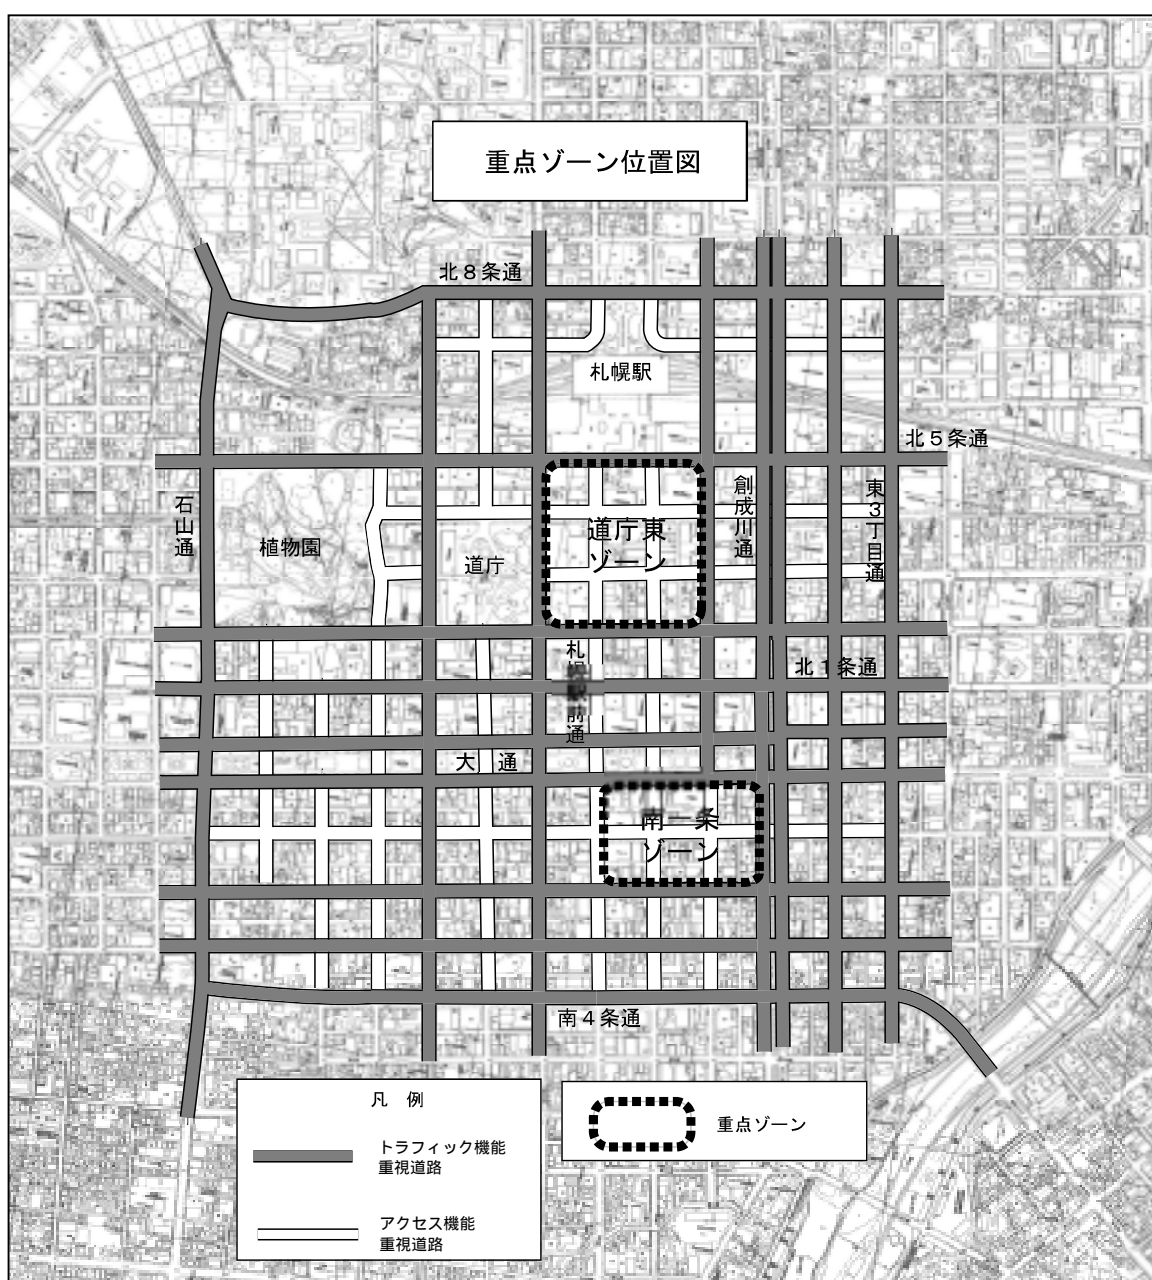 重点ゾーン位置図
北８条通
札幌駅
北５条通
石山通
植物園
道庁
道庁東
ゾーン
創成川通
東３丁目通
札幌駅前通
北１条通
大　通
南一条
ゾーン
南４条通
凡　例
トラフィック機能
重視道路
アクセス機能
重視道路
重点ゾーン